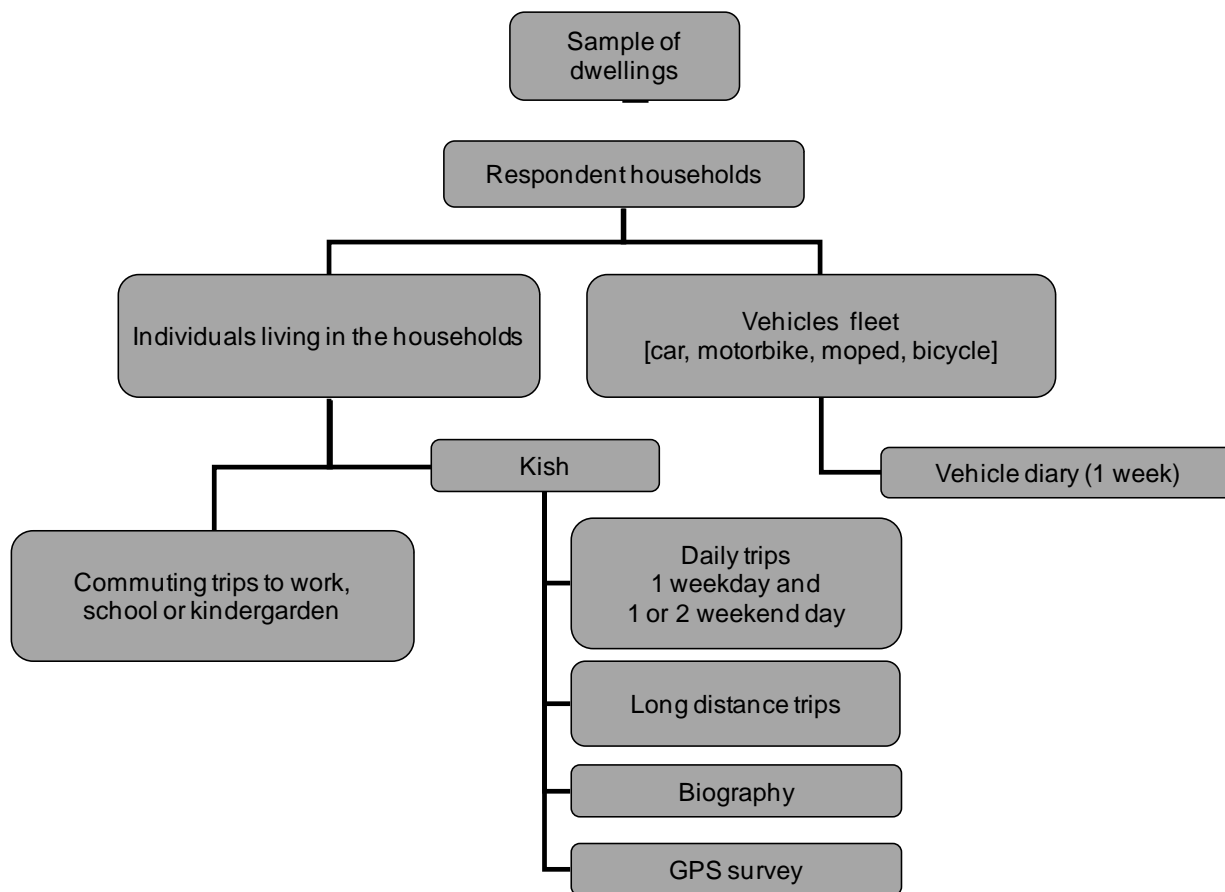 Sample of
dwellings
Respondent households
Individuals living in the households
Vehicles fleet
[car, motorbike, moped, bicycle]
Kish
Vehicle diary (1 week)
Commuting trips to work,
school or kindergarden
Daily trips
1 weekday and
1 or 2 weekend day
Long distance trips
Biography
GPS survey